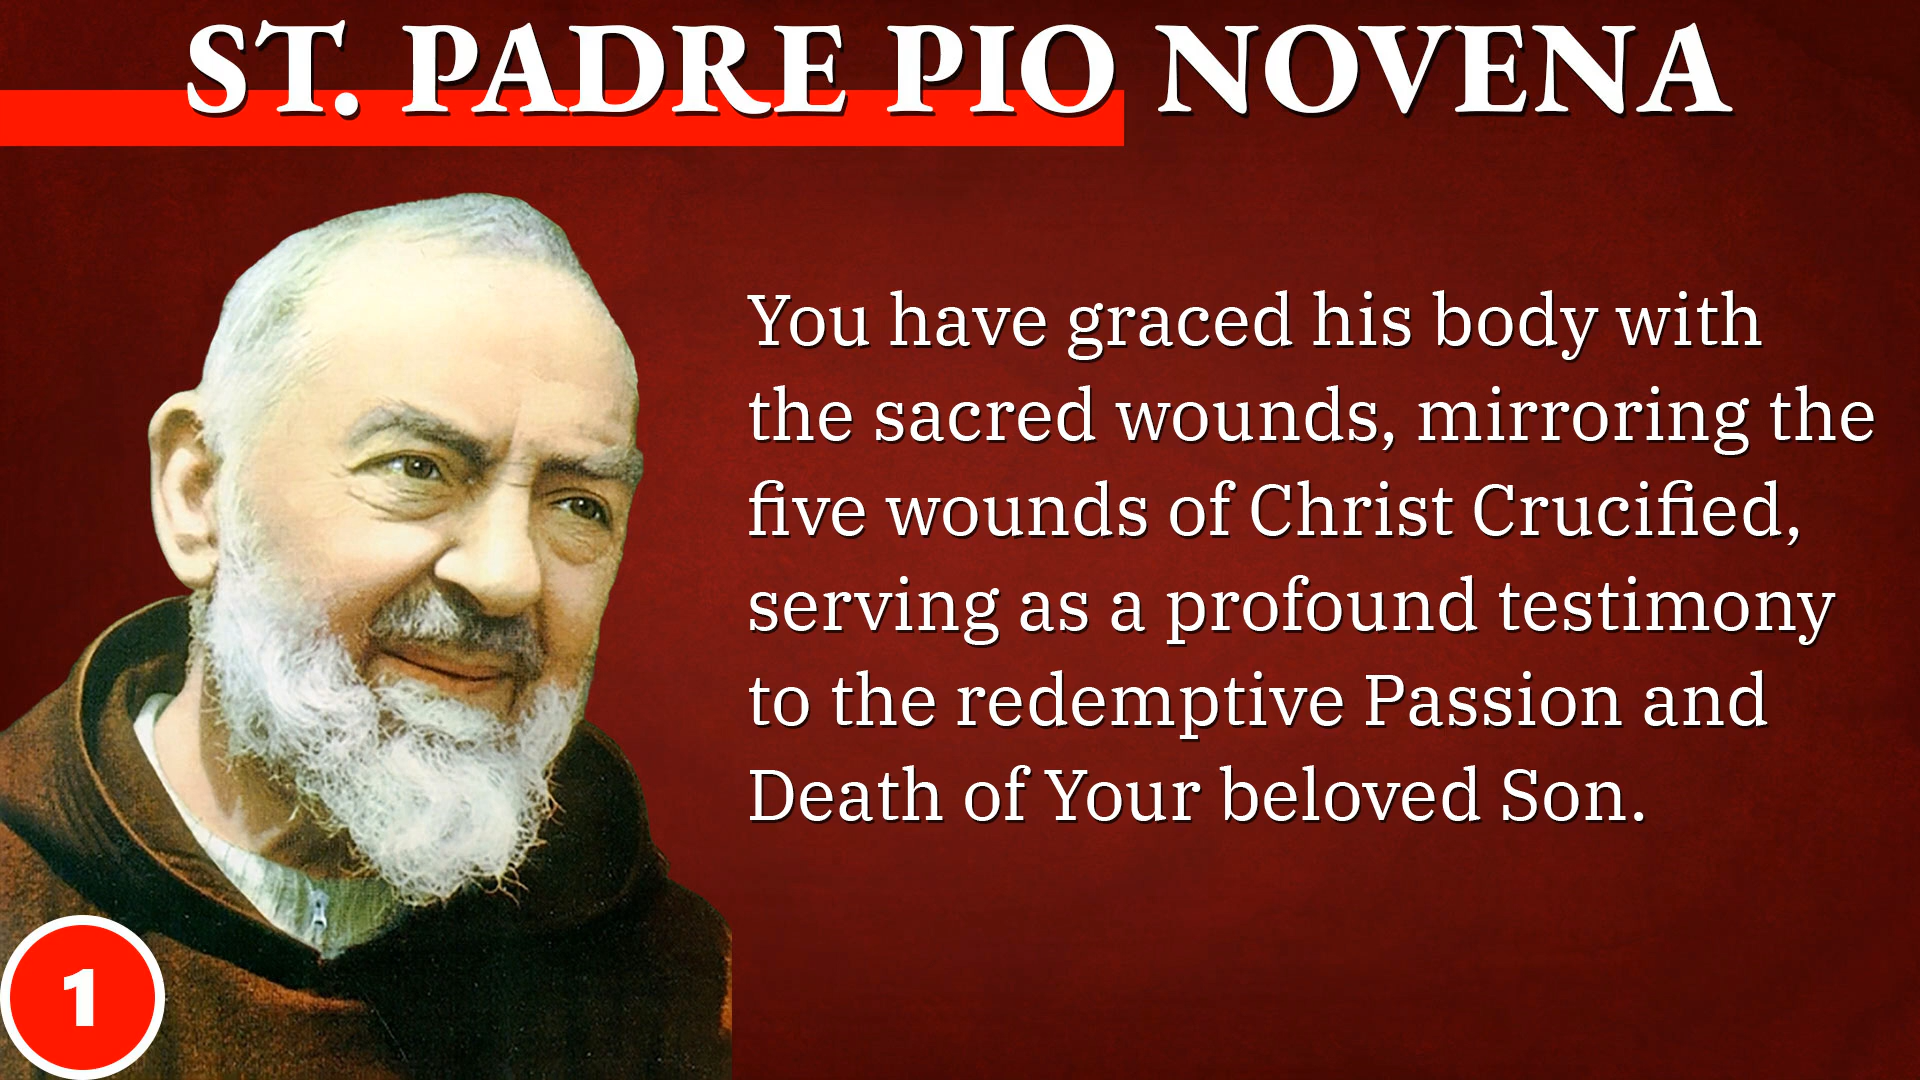 ST. PADRE PIO NOVENA
You have graced his body with
the sacred wounds, mirroring the
five wounds of Christ Crucified,
serving as a profound testimony
to the redemptive Passion and
Death of Your beloved Son.
1